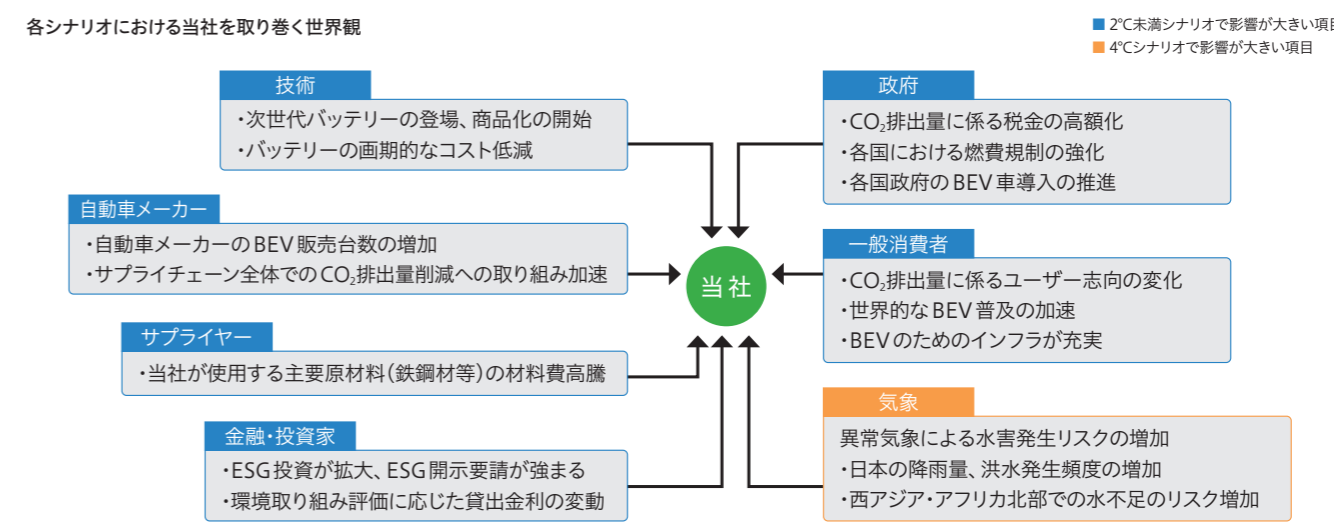 各シナリオにおける当社を取り巻く世界観
■ 2℃未満シナリオで影響が大きい項目
■ 4℃シナリオで影響が大きい項目
技術
・次世代バッテリーの登場、商品化の開始
・バッテリーの画期的なコスト低減
自動車メーカー
・自動車メーカーのBEV販売台数の増加
・サプライチェーン全体でのCO₂排出量削減への取り組み加速
サプライヤー
・当社が使用する主要原材料（鉄鋼材等）の材料費高騰
金融・投資家
・ESG投資が拡大、ESG開示要請が強まる
・環境取り組み評価に応じた貸出金利の変動
当社
政府
・CO₂排出量に係る税金の高額化
・各国における燃費規制の強化
・各国政府のBEV車導入の推進
一般消費者
・CO₂排出量に係るユーザー志向の変化
・世界的なBEV普及の加速
・BEVのためのインフラが充実
気象
異常気象による水害発生リスクの増加
・日本の降雨量、洪水発生頻度の増加
・西アジア・アフリカ北部での水不足のリスク増加